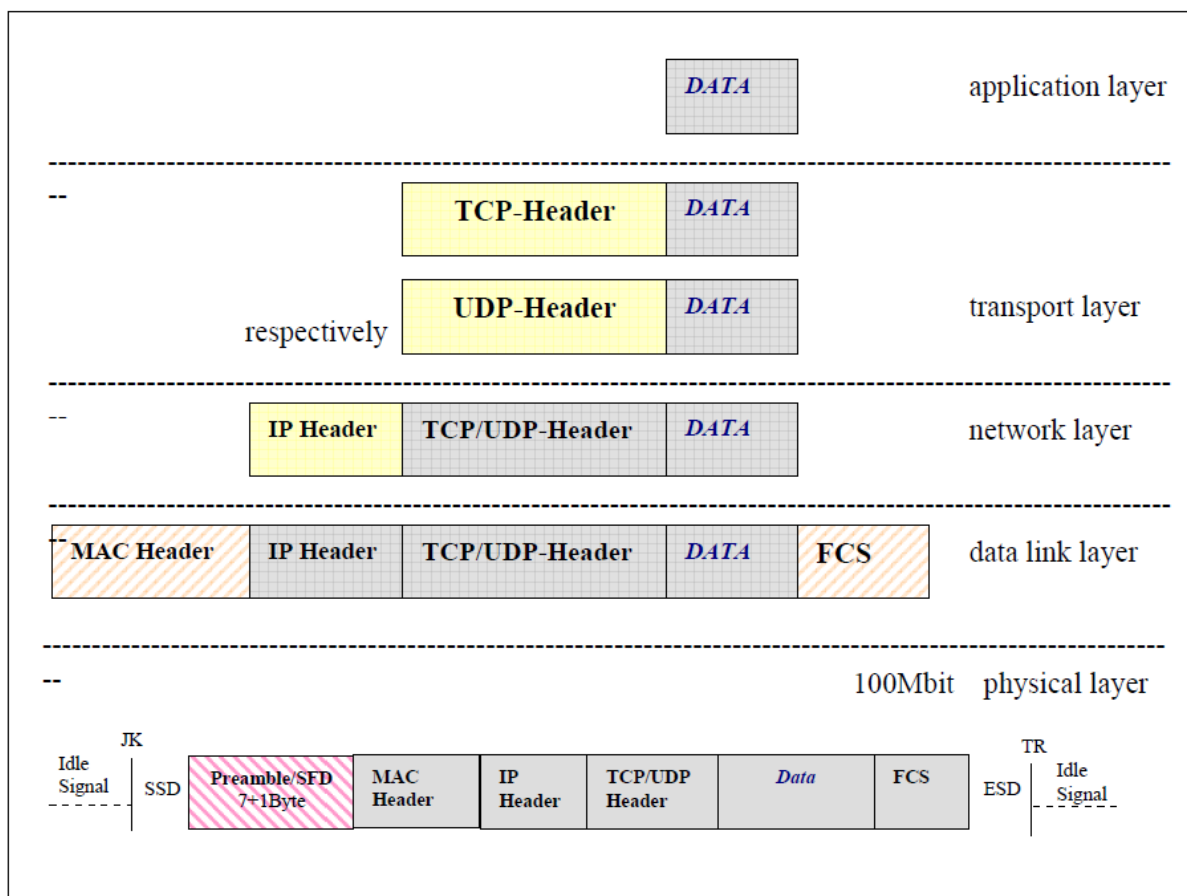 DATA
application layer
--
TCP-Header DATA
UDP-Header DATA
transport layer
respectively
--
IP Header TCP/UDP-Header DATA
network layer
--
MAC Header IP Header TCP/UDP-Header DATA FCS
data link layer
--
100Mbit physical layer
JK
TR
Idle
Signal
SSD
Preamble/SFD
7+1Byte
MAC
Header
IP
Header
TCP/UDP
Header
Data
FCS
ESD
Idle
Signal